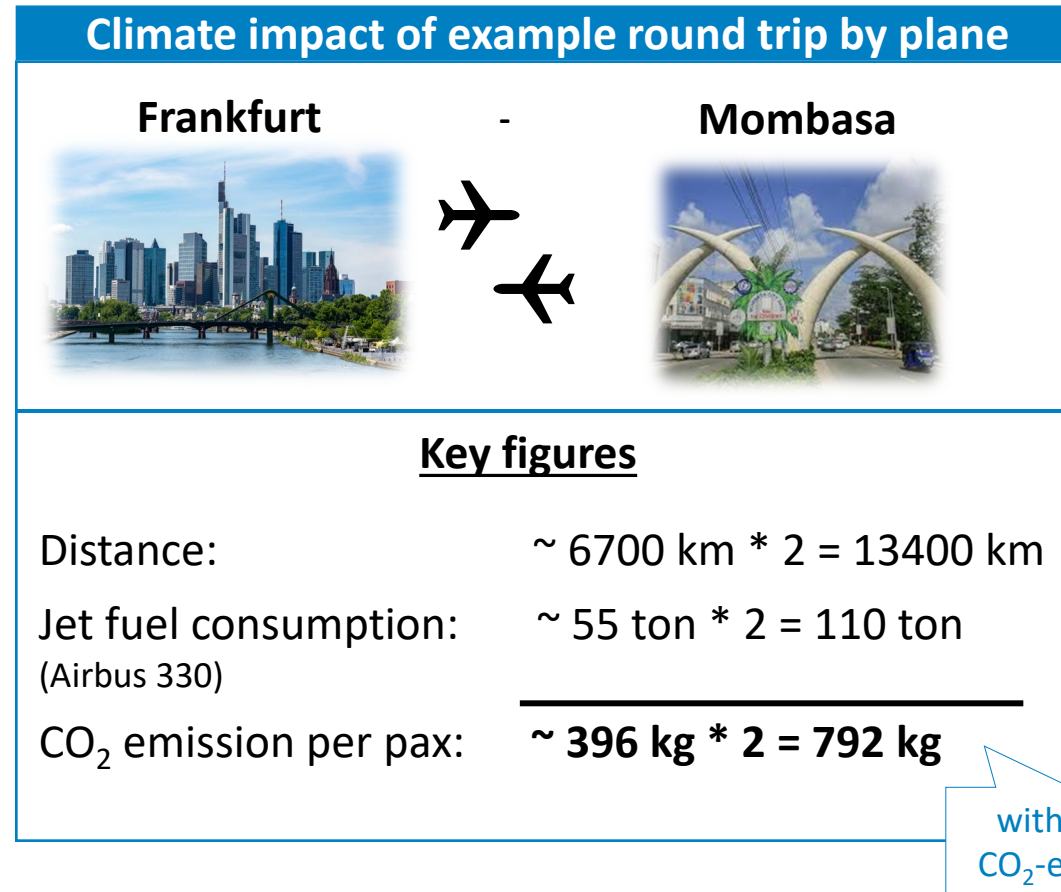 Climate impact of example round trip by plane
Frankfurt - Mombasa
Key figures
Distance: ~ 6700 km * 2 = 13400 km
Jet fuel consumption: ~ 55 ton * 2 = 110 ton
(Airbus 330)
CO₂ emission per pax: ~ 396 kg * 2 = 792 kg
with
CO₂-e